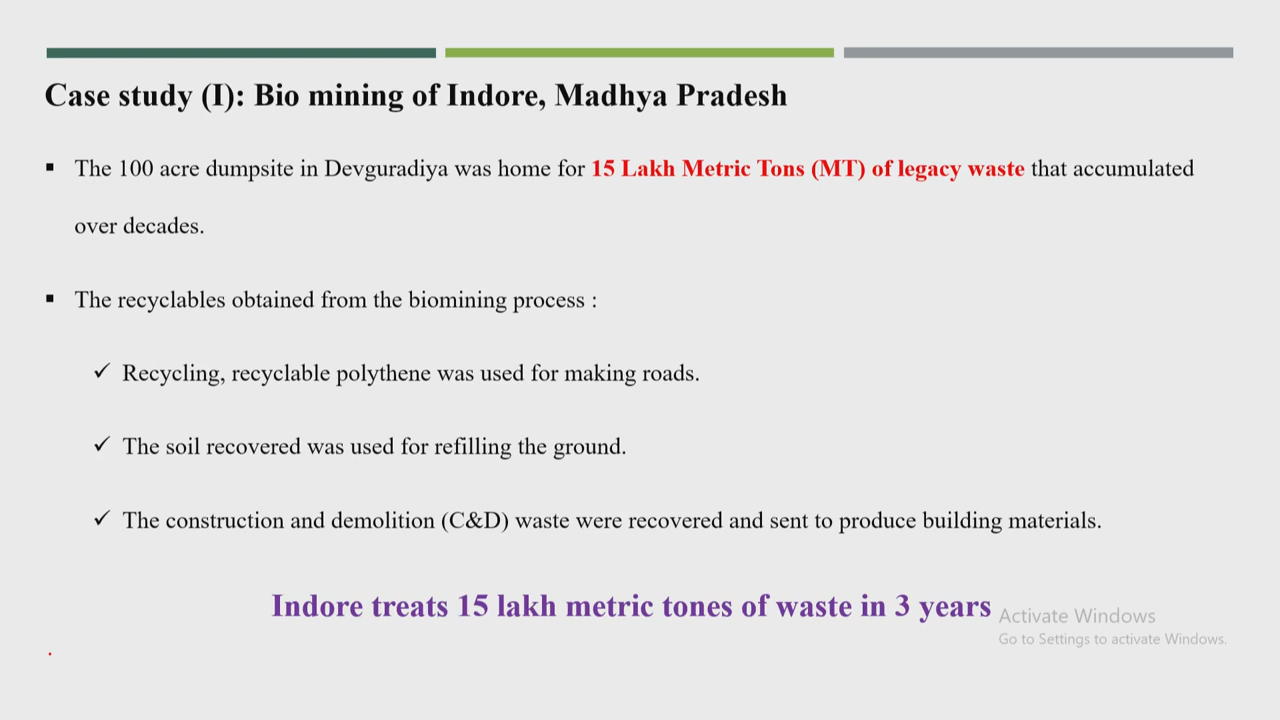 Case study (I): Bio mining of Indore, Madhya Pradesh
▪ The 100 acre dumpsite in Devguradiya was home for 15 Lakh Metric Tons (MT) of legacy waste that accumulated
over decades.
▪ The recyclables obtained from the biomining process :
✓ Recycling, recyclable polythene was used for making roads.
✓ The soil recovered was used for refilling the ground.
✓ The construction and demolition (C&D) waste were recovered and sent to produce building materials.
Indore treats 15 lakh metric tones of waste in 3 years
Activate Windows
Go to Settings to activate Windows.
.